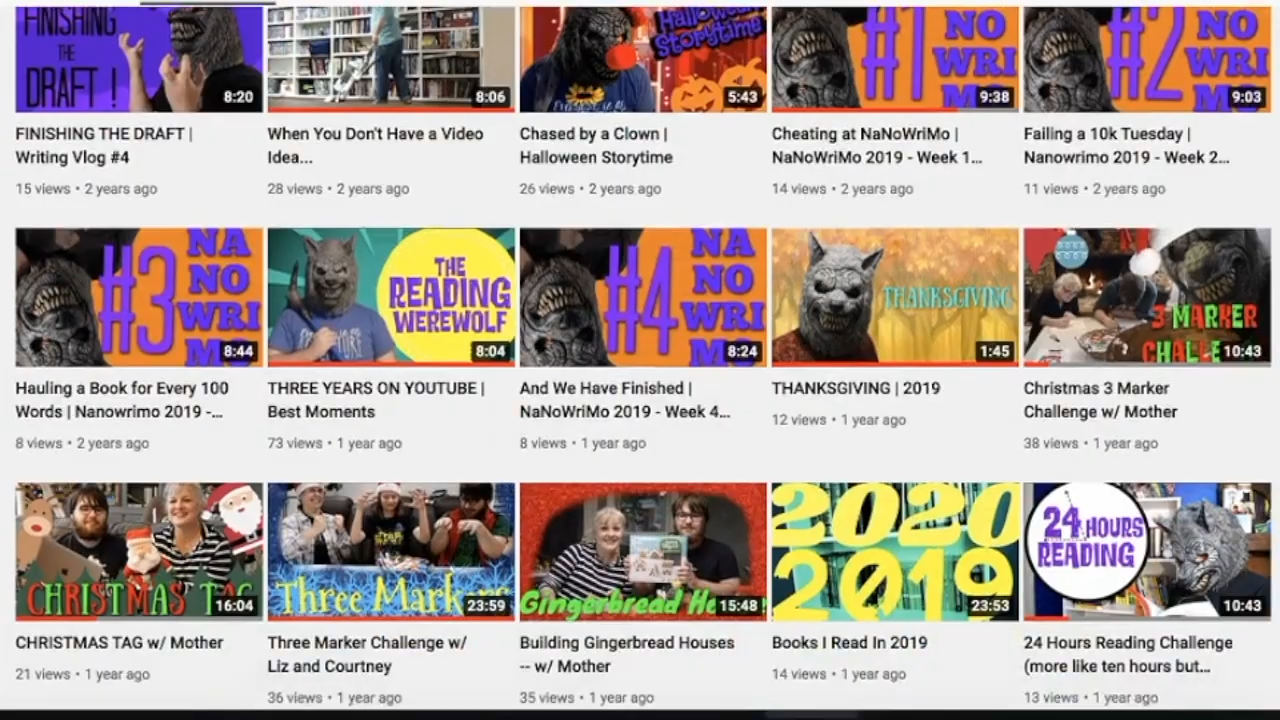 FINISHING
THE
DRAFT !
8:20
8:06
Halloween
Storytime
5:43
#1
NO
WRI
M
9:38
#2
NO
WRI
M
9:03
FINISHING THE DRAFT |
Writing Vlog #4
15 views • 2 years ago
When You Don't Have a Video
Idea...
28 views • 2 years ago
Chased by a Clown |
Halloween Storytime
26 views • 2 years ago
Cheating at NaNoWriMo |
NaNoWriMo 2019 - Week 1...
14 views • 2 years ago
Failing a 10k Tuesday |
Nanowrimo 2019 - Week 2...
11 views • 2 years ago
#3
NA
NO
WRI
M
8:44
THE
READING
WEREWOLF
8:04
#4
NA
NO
WRI
M
8:24
THANKSGIVING
1:45
3 MARKER
CHALLE
10:43
Hauling a Book for Every 100
Words | Nanowrimo 2019 -...
8 views • 2 years ago
THREE YEARS ON YOUTUBE |
Best Moments
73 views • 1 year ago
And We Have Finished |
NaNoWriMo 2019 - Week 4...
8 views • 1 year ago
THANKSGIVING | 2019
12 views • 1 year ago
Christmas 3 Marker
Challenge w/ Mother
38 views • 1 year ago
CHRISTMAS TAG
16:04
Three Markers
23:59
Gingerbread Ho
15:48
2020
2019
23:53
24 HOURS
READING
10:43
CHRISTMAS TAG w/ Mother
21 views • 1 year ago
Three Marker Challenge w/
Liz and Courtney
36 views • 1 year ago
Building Gingerbread Houses
-- w/ Mother
35 views • 1 year ago
Books I Read In 2019
14 views • 1 year ago
24 Hours Reading Challenge
(more like ten hours but...
13 views • 1 year ago